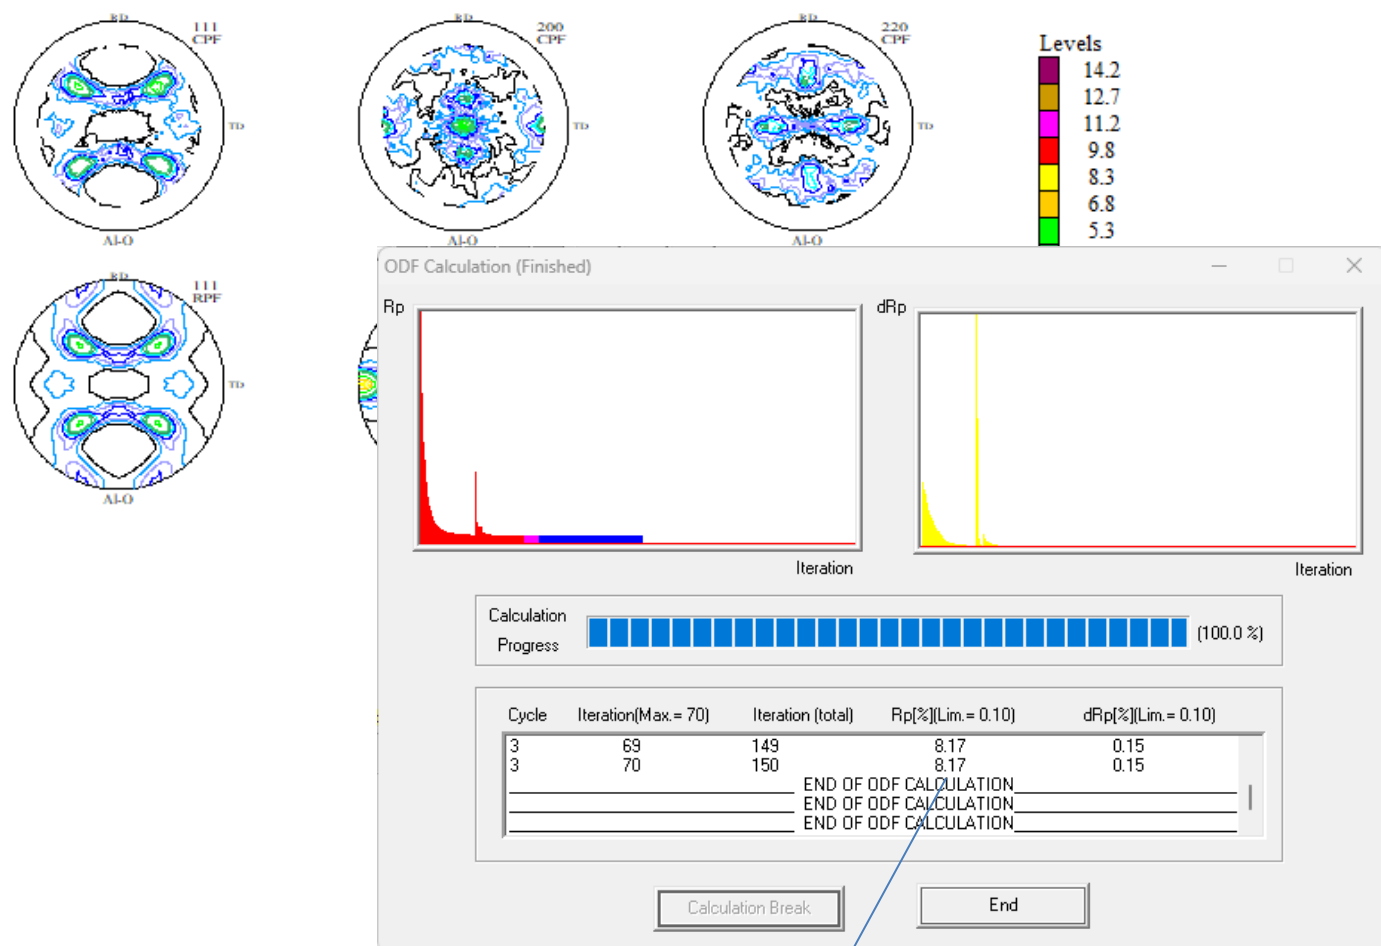 RD
111
CPF
TD
Al-O
RD
200
CPF
TD
Al-O
RD
220
CPF
TD
Al-O
Levels
14.2
12.7
11.2
9.8
8.3
6.8
5.3
RD
111
RPF
TD
Al-O
ODF Calculation (Finished)
Rp
Iteration
dRp
Iteration
Calculation
Progress
(100.0 %)
Cycle Iteration(Max.= 70) Iteration (total) Rp[%](Lim.= 0.10) dRp[%](Lim.= 0.10)
3 69 149 8.17 0.15
3 70 150 8.17 0.15
END OF ODF CALCULATION
END OF ODF CALCULATION
END OF ODF CALCULATION
Calculation Break
End